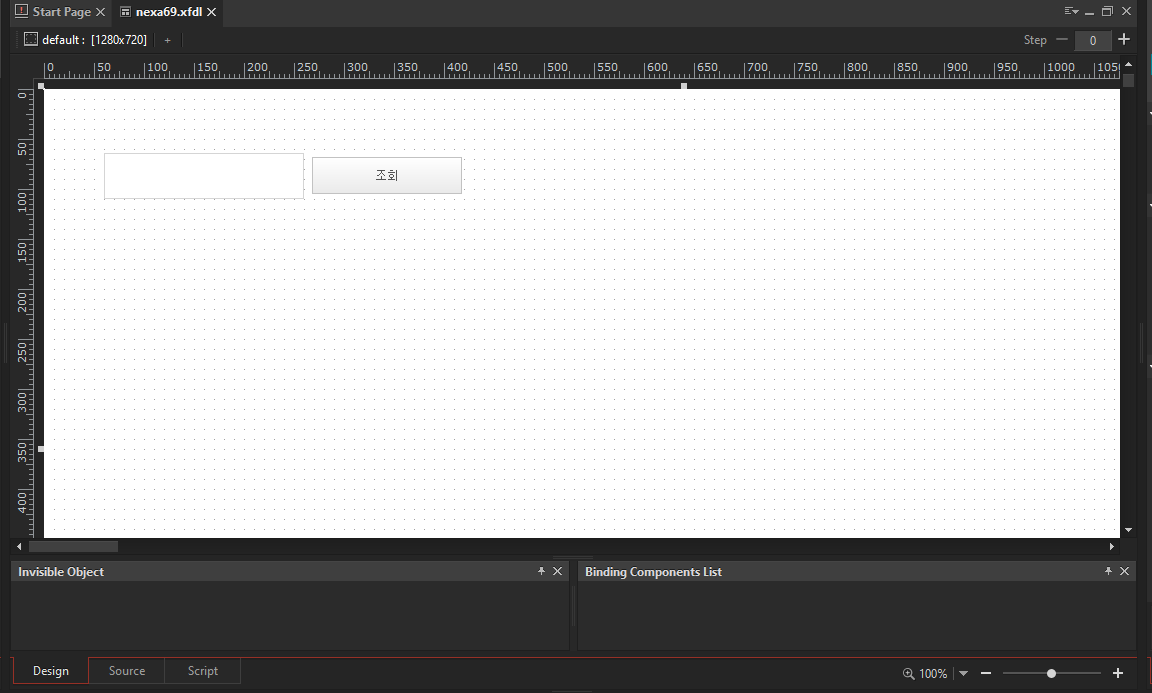 Start Page
nexa69.xfdl
default : [1280x720] +
Step 0
0 50 100 150 200 250 300 350 400 450 500 550 600 650 700 750 800 850 900 950 1000 105
0
50
100
150
200
250
300
350
400
조회
Invisible Object
Binding Components List
Design Source Script
100%